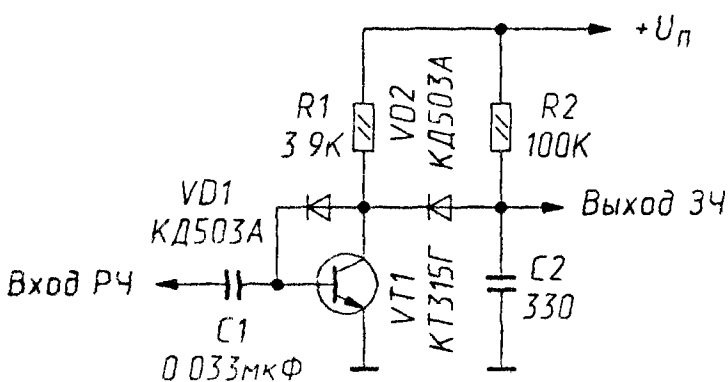 +Uп
R1
3 9К
VD2
КД503А
R2
100К
VD1
КД503А
Выход ЗЧ
Вход РЧ
VT1
КТ315Г
C2
330
C1
0 033мкФ